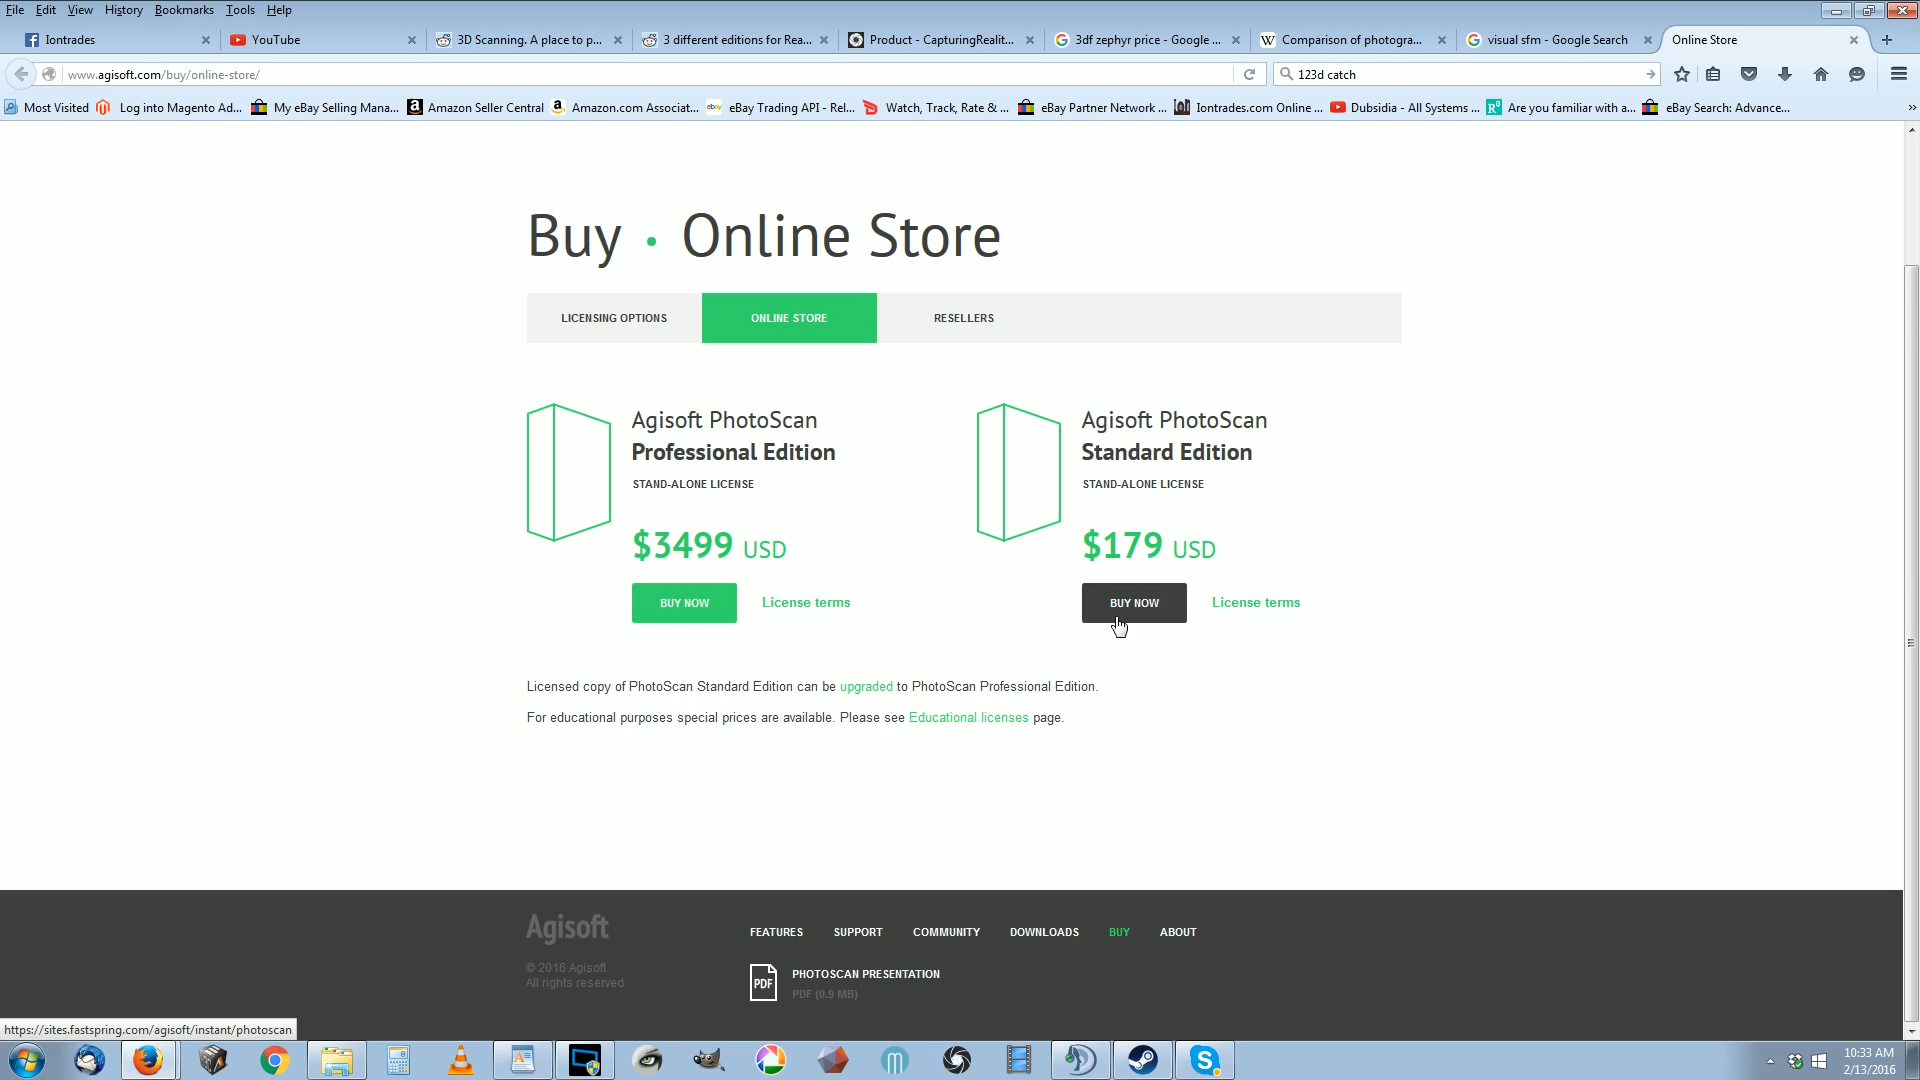 File Edit View History Bookmarks Tools Help
Iontrades
YouTube
3D Scanning. A place to p...
3 different editions for Rea...
Product - CapturingRealit...
3df zephyr price - Google ...
Comparison of photogra...
visual sfm - Google Search
Online Store
www.agisoft.com/buy/online-store/
123d catch
Most Visited
Log into Magento Ad...
My eBay Selling Mana...
Amazon Seller Central
Amazon.com Associat...
eBay Trading API - Rel...
Watch, Track, Rate & ...
eBay Partner Network ...
Iontrades.com Online ...
Dubsidia - All Systems ...
Are you familiar with a...
eBay Search: Advance...
Buy · Online Store
LICENSING OPTIONS
ONLINE STORE
RESELLERS
Agisoft PhotoScan
Professional Edition
STAND-ALONE LICENSE
$3499 USD
BUY NOW
License terms
Agisoft PhotoScan
Standard Edition
STAND-ALONE LICENSE
$179 USD
BUY NOW
License terms
Licensed copy of PhotoScan Standard Edition can be upgraded to PhotoScan Professional Edition.
For educational purposes special prices are available. Please see Educational licenses page.
Agisoft
© 2016 Agisoft
All rights reserved
FEATURES
SUPPORT
COMMUNITY
DOWNLOADS
BUY
ABOUT
PDF
PHOTOSCAN PRESENTATION
PDF (0.9 MB)
https://sites.fastspring.com/agisoft/instant/photoscan
10:33 AM
2/13/2016